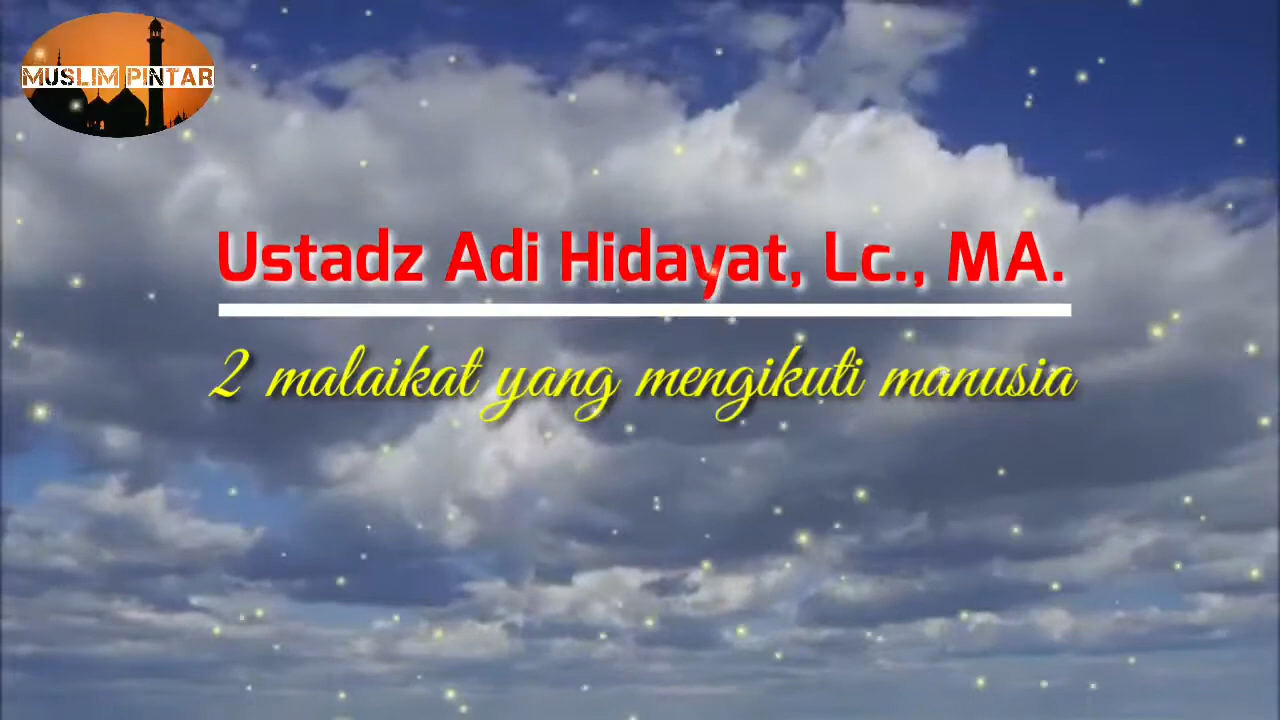 MUSLIM PINTAR
Ustadz Adi Hidayat, Lc., MA.
2 malaikat yang mengikuti manusia